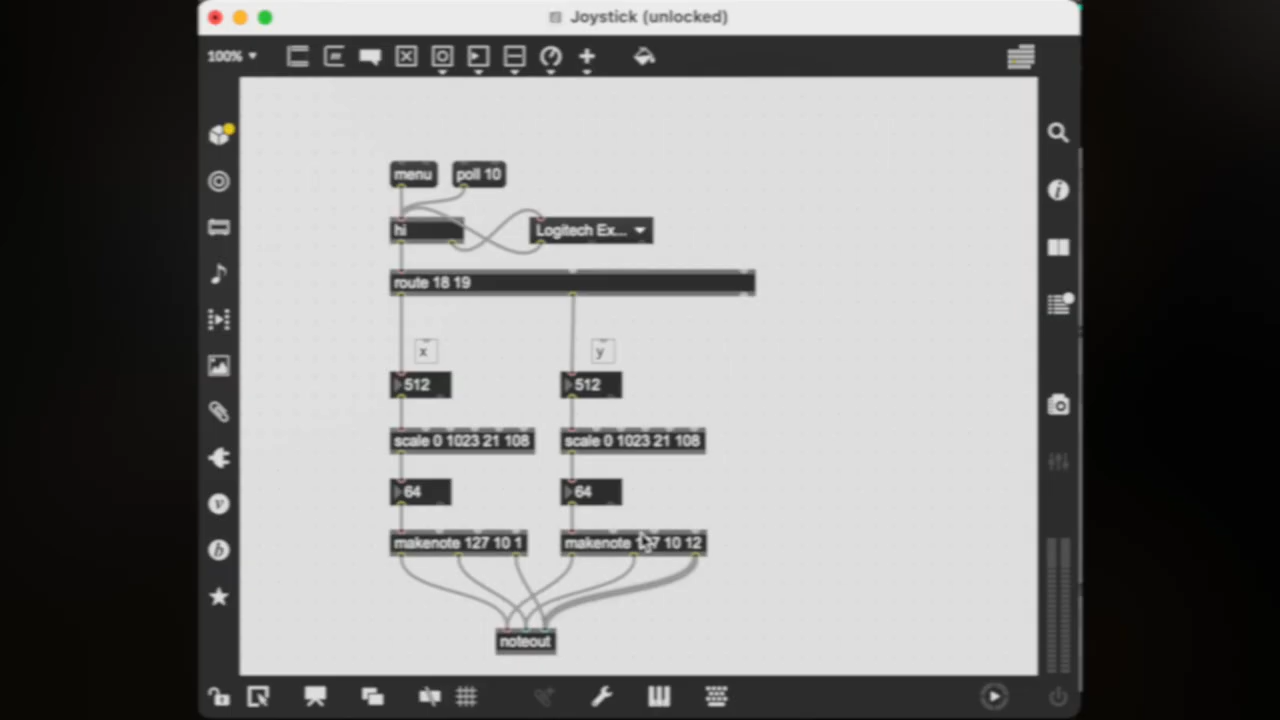 Joystick (unlocked)
100%
menu poll 10
hi Logitech Ex...
route 18 19
x y
512 512
scale 0 1023 21 108 scale 0 1023 21 108
64 64
makenote 127 10 1 makenote 127 10 12
noteout